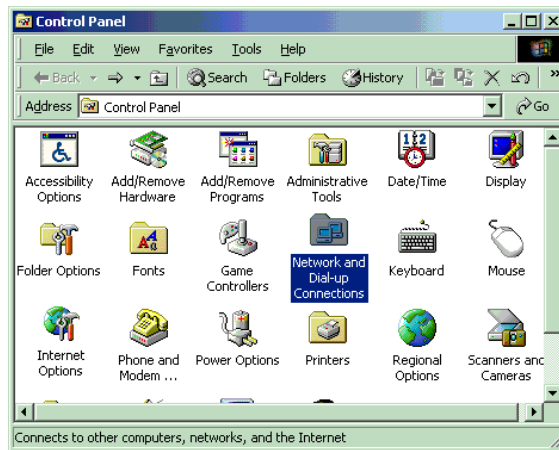 Control Panel
File Edit View Favorites Tools Help
Back Search Folders History »
Address Control Panel Go
Accessibility Options
Add/Remove Hardware
Add/Remove Programs
Administrative Tools
12
Date/Time
Display
Folder Options
Fonts
Game Controllers
Network and Dial-up Connections
Keyboard
Mouse
Internet Options
Phone and Modem ...
Power Options
Printers
Regional Options
Scanners and Cameras
Connects to other computers, networks, and the Internet